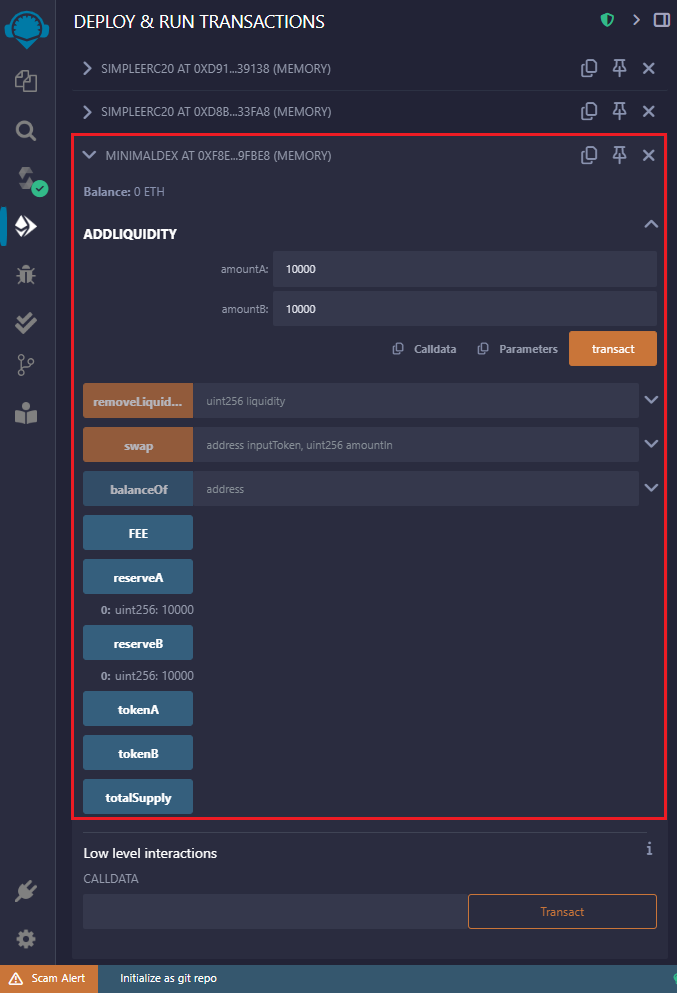 DEPLOY & RUN TRANSACTIONS
SIMPLEERC20 AT 0XD91...39138 (MEMORY)
SIMPLEERC20 AT 0XD8B...33FA8 (MEMORY)
MINIMALDEX AT 0XF8E...9FBE8 (MEMORY)
Balance: 0 ETH
ADDLIQUIDITY
amountA: 10000
amountB: 10000
Calldata Parameters transact
removeLiquid... uint256 liquidity
swap address inputToken, uint256 amountIn
balanceOf address
FEE
reserveA
0: uint256: 10000
reserveB
0: uint256: 10000
tokenA
tokenB
totalSupply
Low level interactions i
CALLDATA
Transact
Scam Alert Initialize as git repo